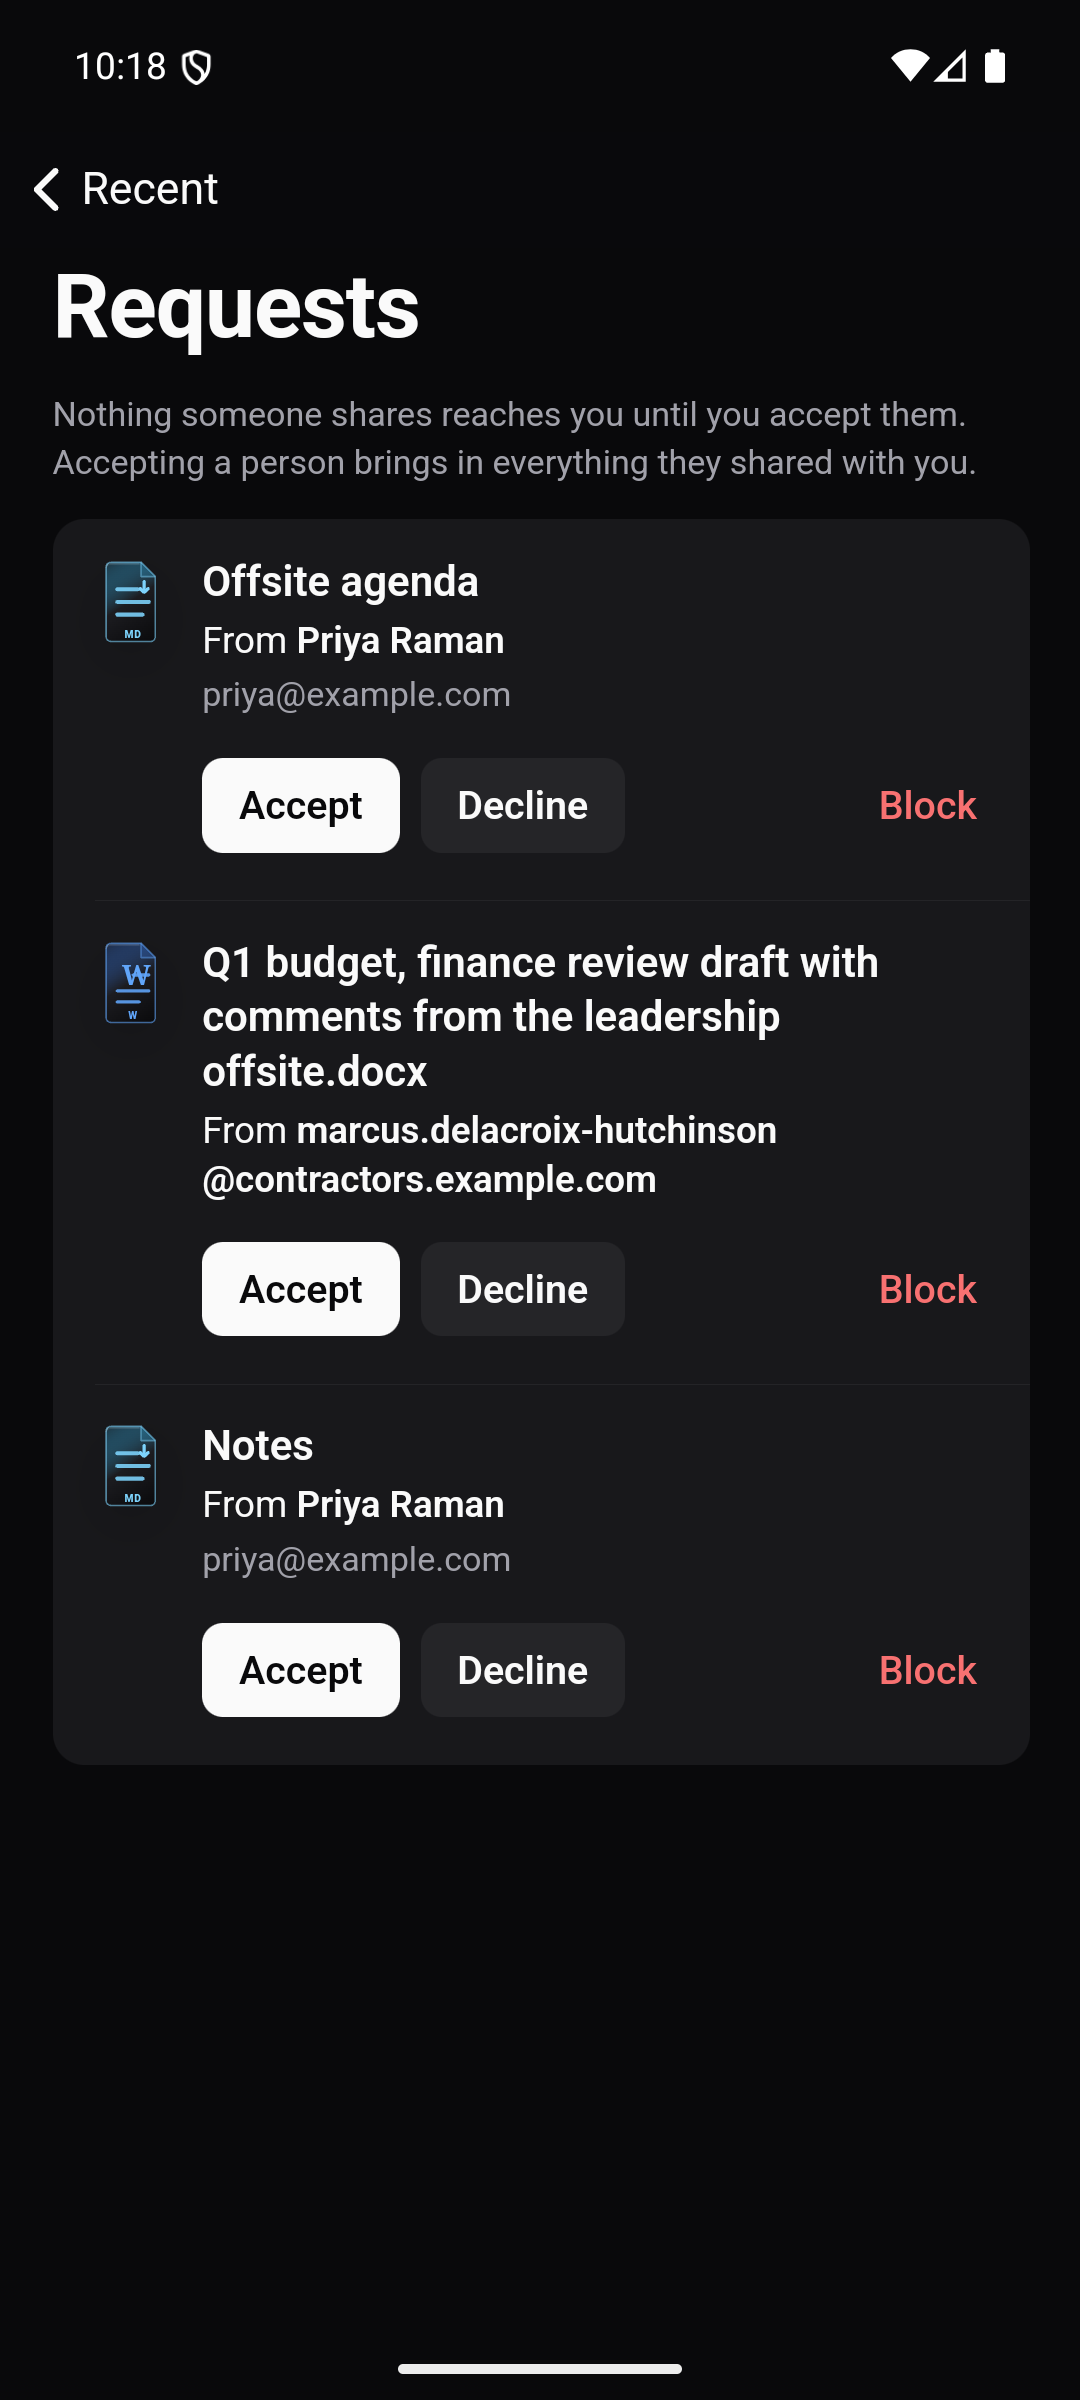 10:18
Recent
Requests
Nothing someone shares reaches you until you accept them.
Accepting a person brings in everything they shared with you.
MD
Offsite agenda
From Priya Raman
priya@example.com
Accept Decline Block
W
W
Q1 budget, finance review draft with
comments from the leadership
offsite.docx
From marcus.delacroix-hutchinson
@contractors.example.com
Accept Decline Block
MD
Notes
From Priya Raman
priya@example.com
Accept Decline Block